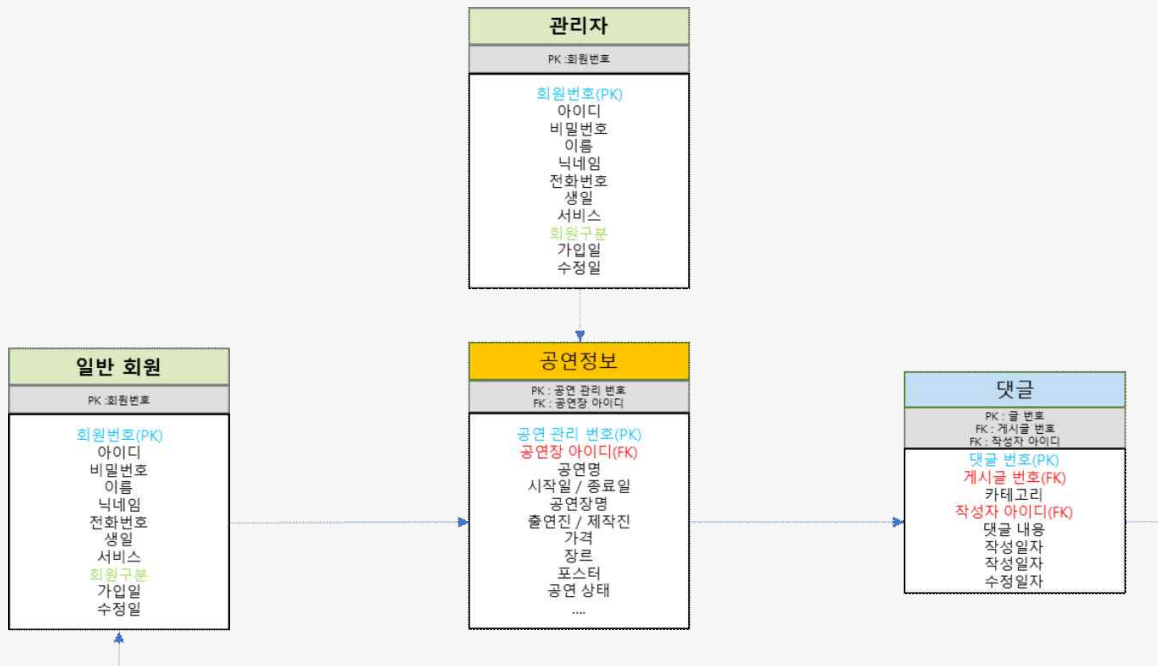 관리자
PK :회원번호
회원번호(PK)
아이디
비밀번호
이름
닉네임
전화번호
생일
서비스
회원구분
가입일
수정일
일반 회원
PK :회원번호
회원번호(PK)
아이디
비밀번호
이름
닉네임
전화번호
생일
서비스
회원구분
가입일
수정일
공연정보
PK : 공연 관리 번호
FK : 공연장 아이디
공연 관리 번호(PK)
공연장 아이디(FK)
공연명
시작일 / 종료일
공연장명
출연진 / 제작진
가격
장르
포스터
공연 상태
....
댓글
PK : 글 번호
FK : 게시글 번호
FK : 작성자 아이디
댓글 번호(PK)
게시글 번호(FK)
카테고리
작성자 아이디(FK)
댓글 내용
작성일자
작성일자
수정일자